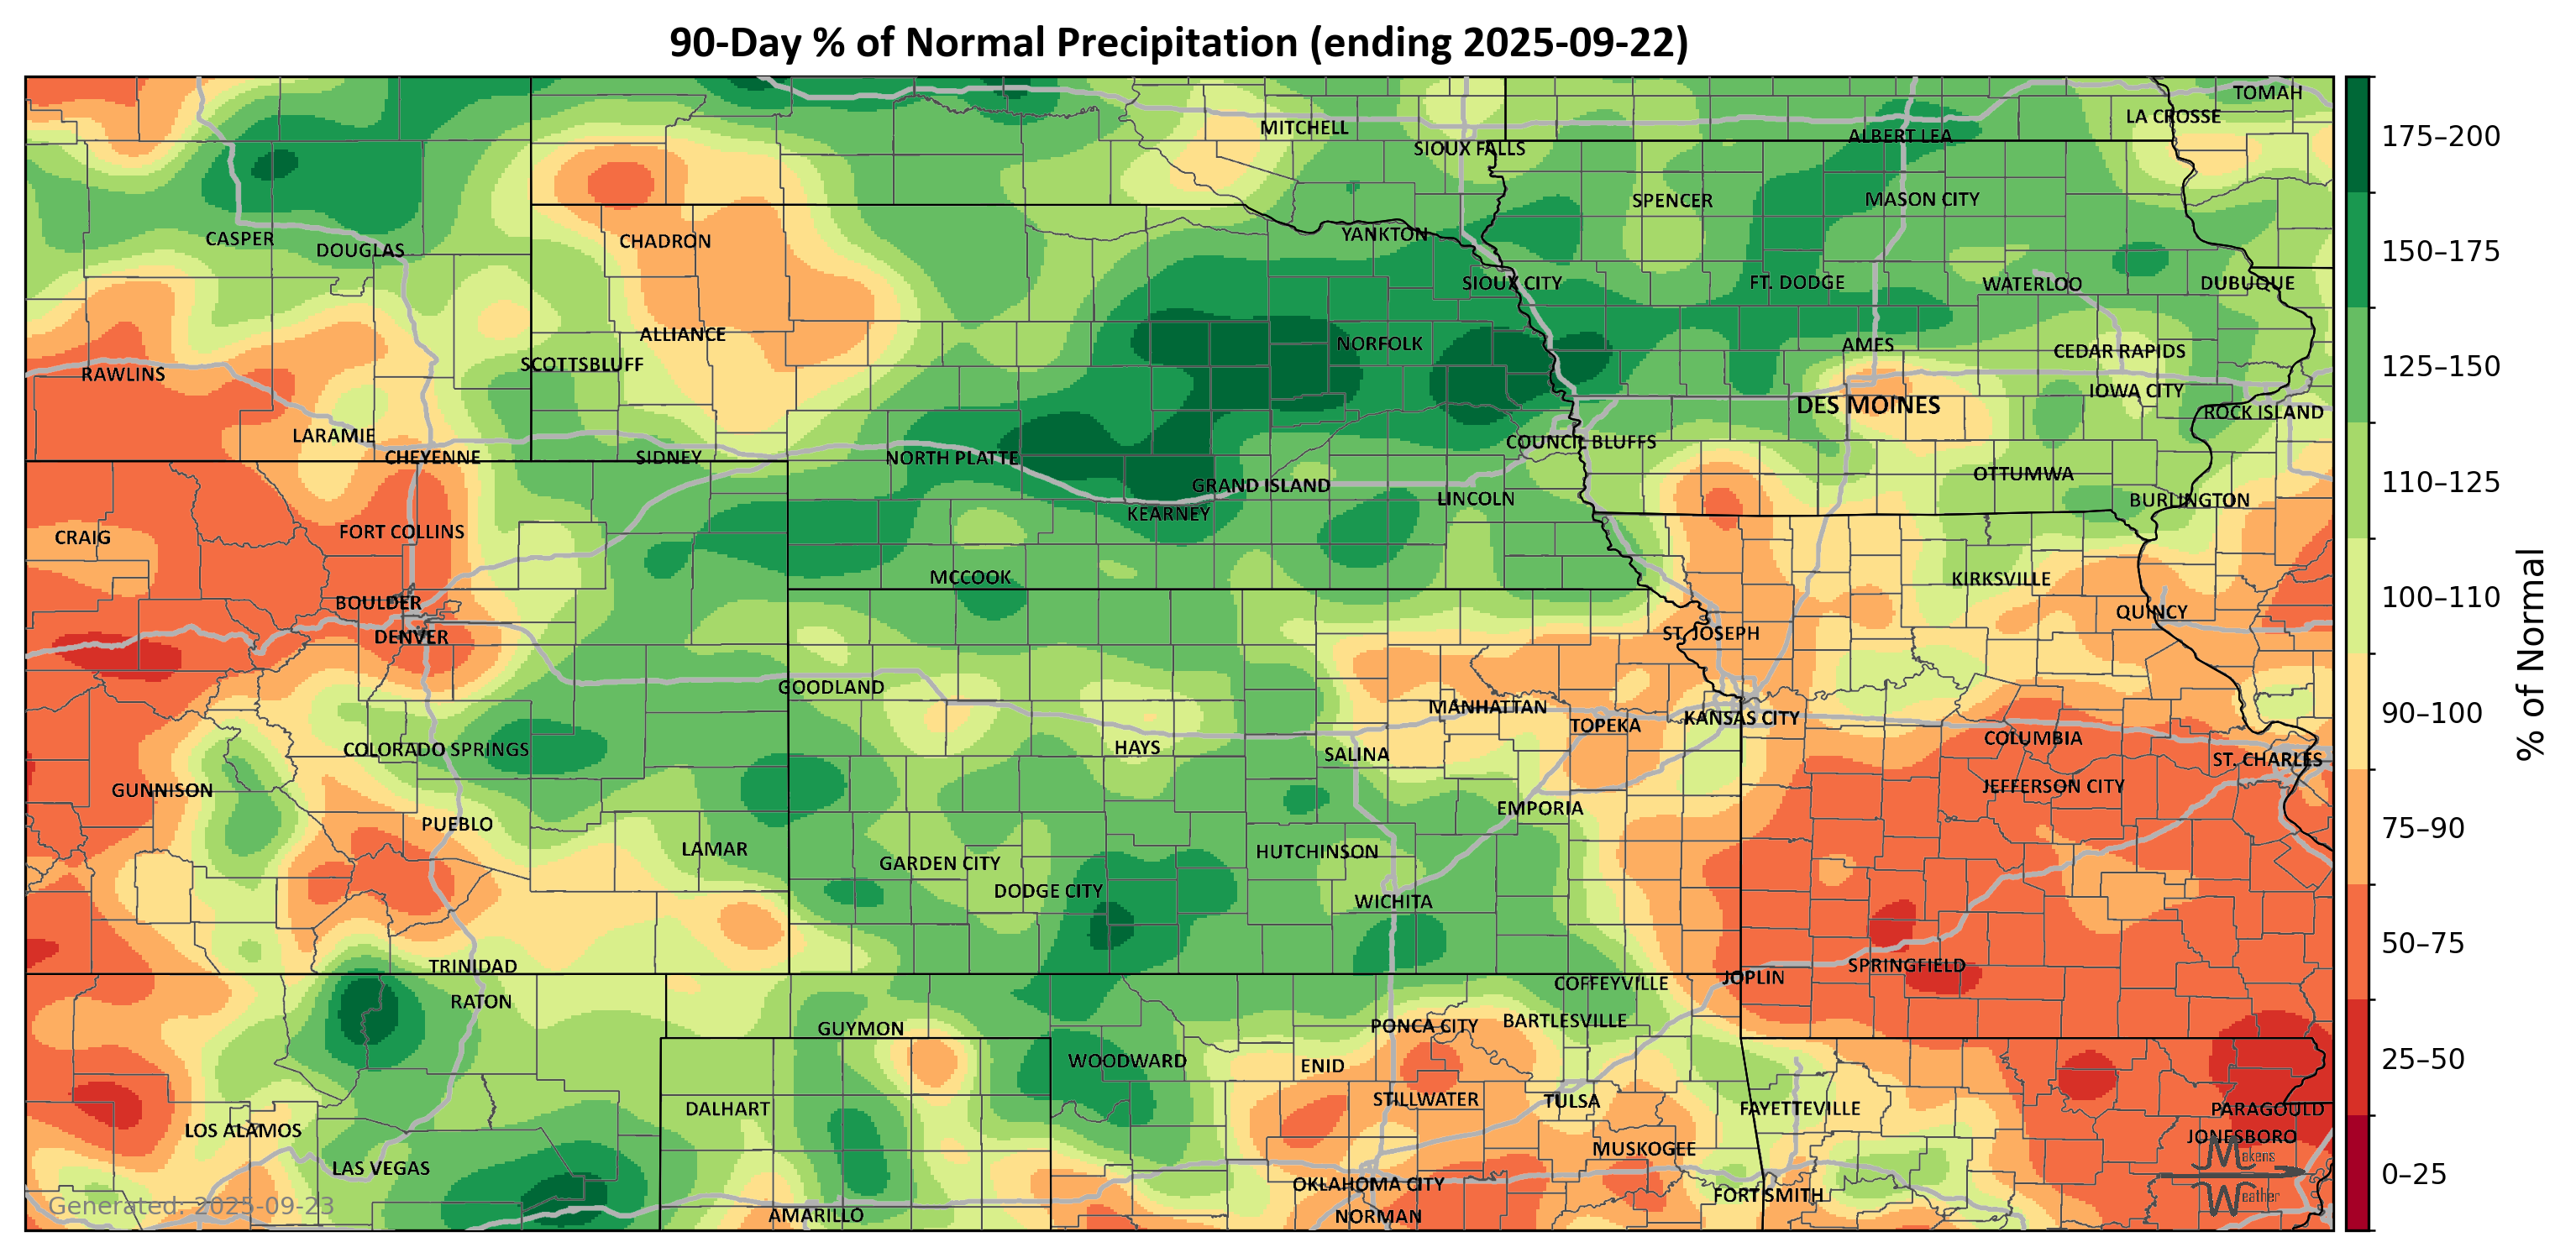 90-Day % of Normal Precipitation (ending 2025-09-22)
TOMAH
LA CROSSE
MITCHELL
ALBERT LEA
SIOUX FALLS
175–200
SPENCER
MASON CITY
CASPER
CHADRON
YANKTON
DOUGLAS
150–175
SIOUX CITY
FT. DODGE
WATERLOO
DUBUQUE
ALLIANCE
NORFOLK
AMES
CEDAR RAPIDS
SCOTTSBLUFF
125–150
RAWLINS
IOWA CITY
DES MOINES
ROCK ISLAND
LARAMIE
COUNCIL BLUFFS
CHEYENNE
SIDNEY
NORTH PLATTE
OTTUMWA
110–125
GRAND ISLAND
LINCOLN
BURLINGTON
KEARNEY
FORT COLLINS
CRAIG
MCCOOK
KIRKSVILLE
100–110
BOULDER
QUINCY
DENVER
ST. JOSEPH
% of Normal
GOODLAND
MANHATTAN
90–100
KANSAS CITY
TOPEKA
COLUMBIA
COLORADO SPRINGS
HAYS
SALINA
ST. CHARLES
GUNNISON
JEFFERSON CITY
EMPORIA
PUEBLO
75–90
LAMAR
HUTCHINSON
GARDEN CITY
DODGE CITY
WICHITA
50–75
TRINIDAD
SPRINGFIELD
JOPLIN
COFFEYVILLE
RATON
BARTLESVILLE
PONCA CITY
GUYMON
WOODWARD
ENID
25–50
STILLWATER
TULSA
DALHART
FAYETTEVILLE
PARAGOULD
LOS ALAMOS
JONESBORO
MUSKOGEE
Makens
LAS VEGAS
0–25
OKLAHOMA CITY
FORT SMITH
Weather
Generated: 2025-09-23
AMARILLO
NORMAN